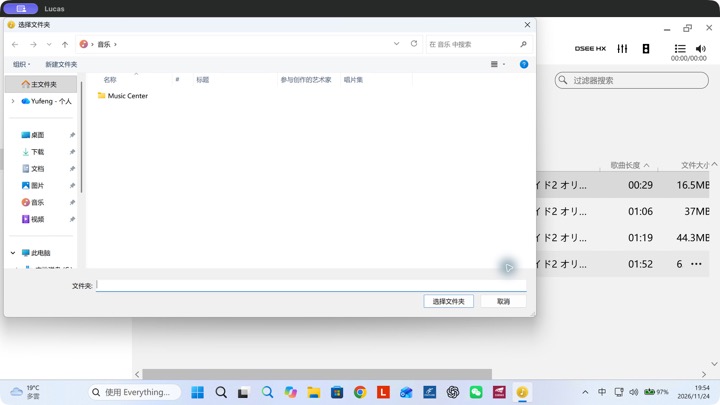 Lucas
选择文件夹
音乐
在 音乐 中搜索
组织
新建文件夹
主文件夹
Yufeng - 个人
桌面
下载
文档
图片
音乐
视频
此电脑
名称
#
标题
参与创作的艺术家
唱片集
Music Center
文件夹:
选择文件夹
取消
DSEE HX
00:00/00:00
过滤器搜索
歌曲长度
文件大小
イド2 オリ... 00:29 16.5MB
イド2 オリ... 01:06 37MB
イド2 オリ... 01:19 44.3MB
イド2 オリ... 01:52 6 ...
19°C
多雲
使用 Everything...
中
97%
19:54
2026/11/24